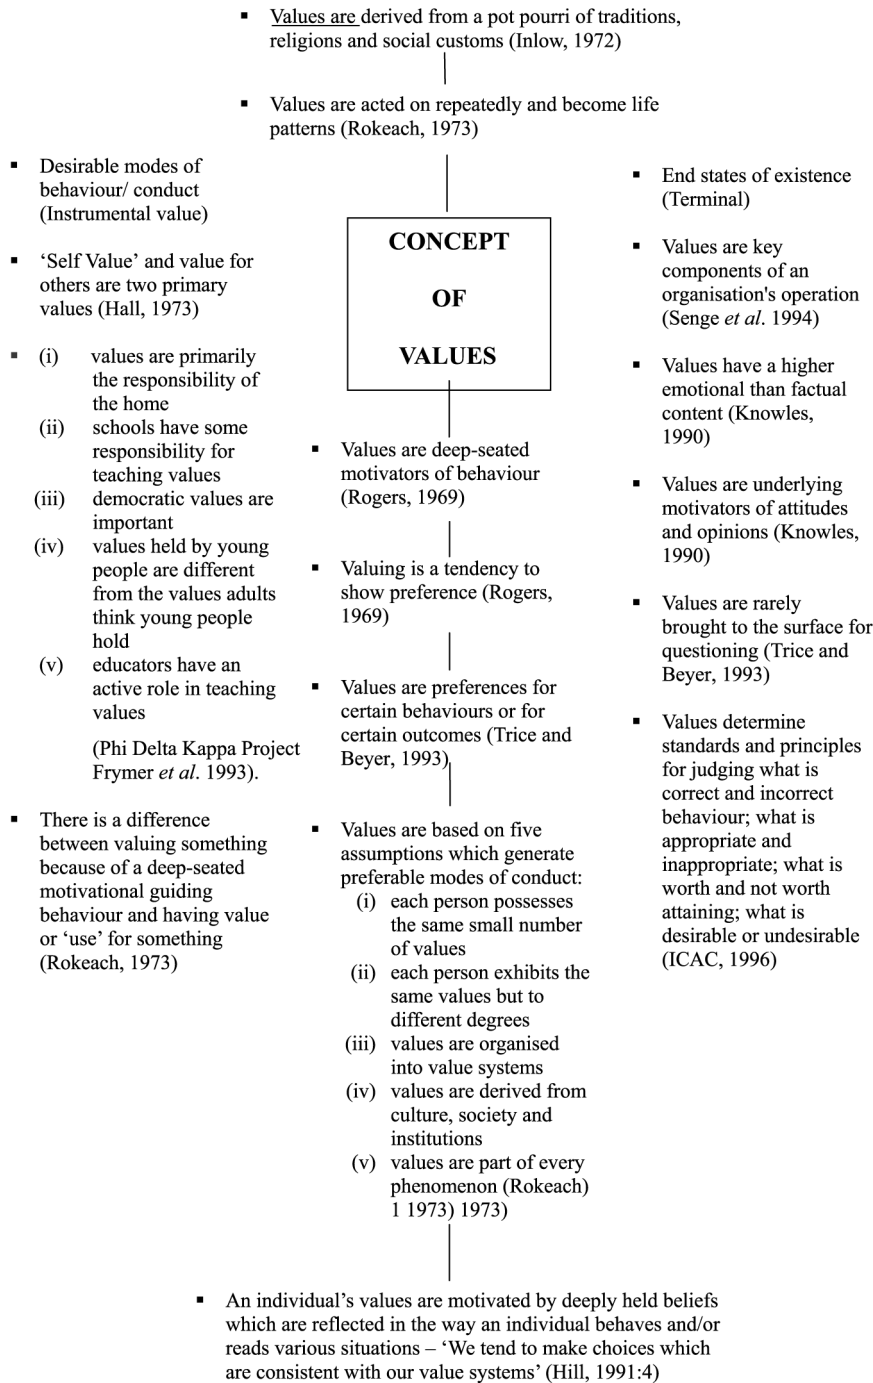 ▪ Values are derived from a pot pourri of traditions,
religions and social customs (Inlow, 1972)
▪ Values are acted on repeatedly and become life
patterns (Rokeach, 1973)
▪ Desirable modes of
behaviour/ conduct
(Instrumental value)
▪ ‘Self Value’ and value for
others are two primary
values (Hall, 1973)
▪ (i) values are primarily
the responsibility of
the home
(ii) schools have some
responsibility for
teaching values
(iii) democratic values are
important
(iv) values held by young
people are different
from the values adults
think young people
hold
(v) educators have an
active role in teaching
values
(Phi Delta Kappa Project
Frymer et al. 1993).
▪ There is a difference
between valuing something
because of a deep-seated
motivational guiding
behaviour and having value
or ‘use’ for something
(Rokeach, 1973)
CONCEPT
OF
VALUES
▪ Values are deep-seated
motivators of behaviour
(Rogers, 1969)
▪ Valuing is a tendency to
show preference (Rogers,
1969)
▪ Values are preferences for
certain behaviours or for
certain outcomes (Trice and
Beyer, 1993)
▪ Values are based on five
assumptions which generate
preferable modes of conduct:
(i) each person possesses
the same small number
of values
(ii) each person exhibits the
same values but to
different degrees
(iii) values are organised
into value systems
(iv) values are derived from
culture, society and
institutions
(v) values are part of every
phenomenon (Rokeach)
1 1973) 1973)
▪ End states of existence
(Terminal)
▪ Values are key
components of an
organisation's operation
(Senge et al. 1994)
▪ Values have a higher
emotional than factual
content (Knowles,
1990)
▪ Values are underlying
motivators of attitudes
and opinions (Knowles,
1990)
▪ Values are rarely
brought to the surface for
questioning (Trice and
Beyer, 1993)
▪ Values determine
standards and principles
for judging what is
correct and incorrect
behaviour; what is
appropriate and
inappropriate; what is
worth and not worth
attaining; what is
desirable or undesirable
(ICAC, 1996)
▪ An individual’s values are motivated by deeply held beliefs
which are reflected in the way an individual behaves and/or
reads various situations – ‘We tend to make choices which
are consistent with our value systems’ (Hill, 1991:4)